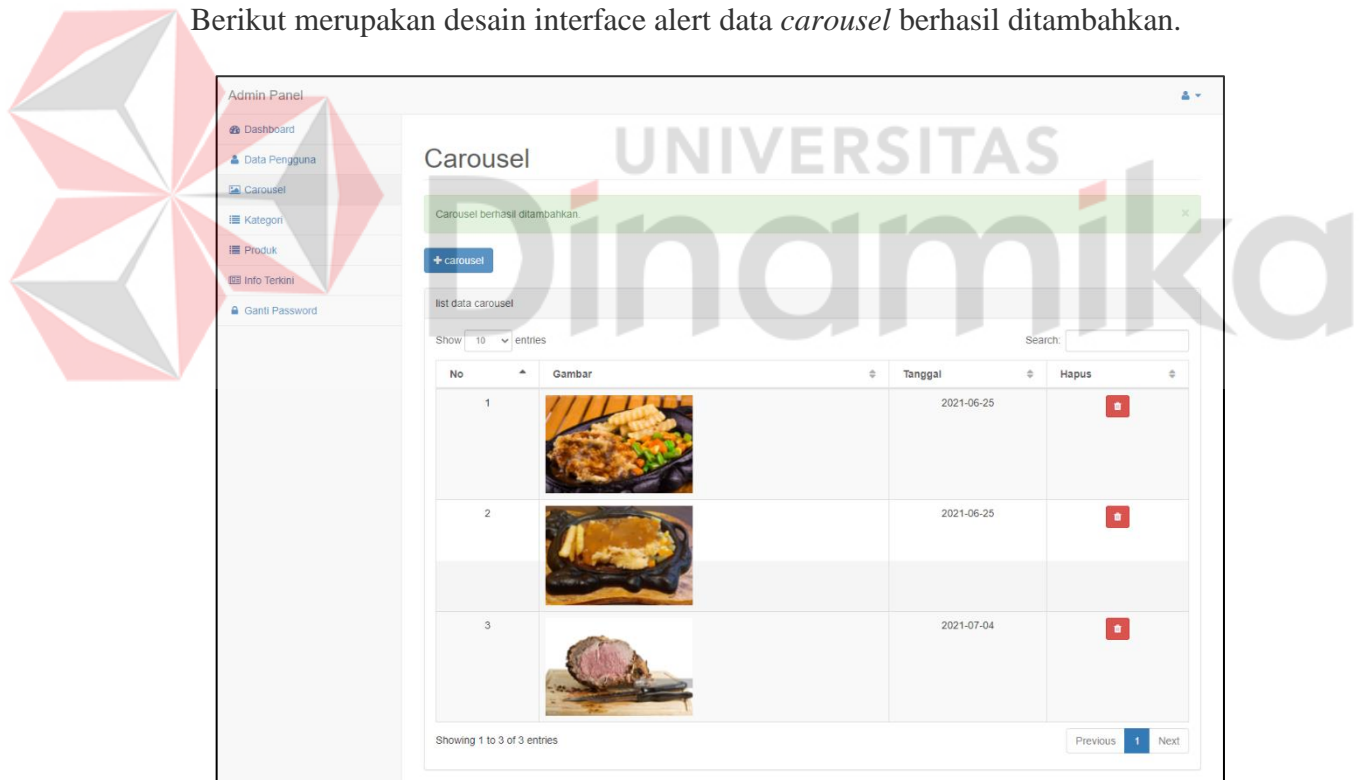 Berikut merupakan desain interface alert data carousel berhasil ditambahkan.
Admin Panel
UNIVERSITAS
Dinamika
Dashboard
Data Pengguna
Carousel
Kategori
Produk
Info Terkini
Ganti Password
Carousel
Carousel berhasil ditambahkan.
×
+ carousel
list data carousel
Show 10 entries
Search:
No Gambar Tanggal Hapus
1 2021-06-25
2 2021-06-25
3 2021-07-04
Showing 1 to 3 of 3 entries
Previous 1 Next